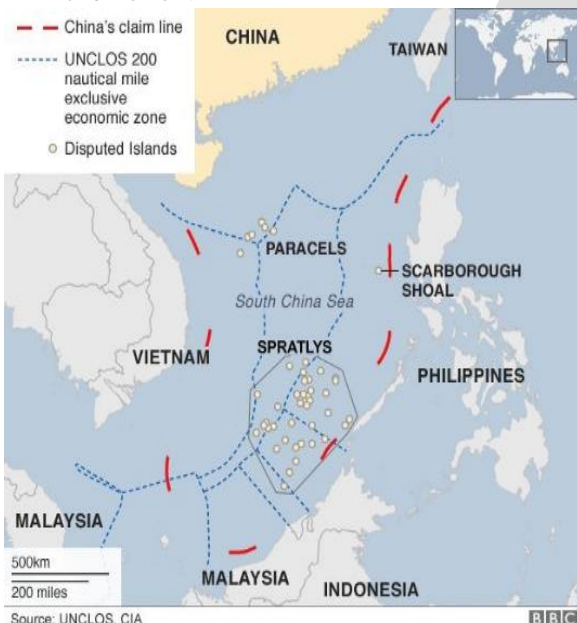 China's claim line
UNCLOS 200
nautical mile
exclusive
economic zone
Disputed Islands
CHINA
TAIWAN
PARACELS
SCARBOROUGH
SHOAL
South China Sea
SPRATLYS
VIETNAM
PHILIPPINES
MALAYSIA
500km
200 miles
MALAYSIA
INDONESIA
Source: UNCLOS, CIA
BBC